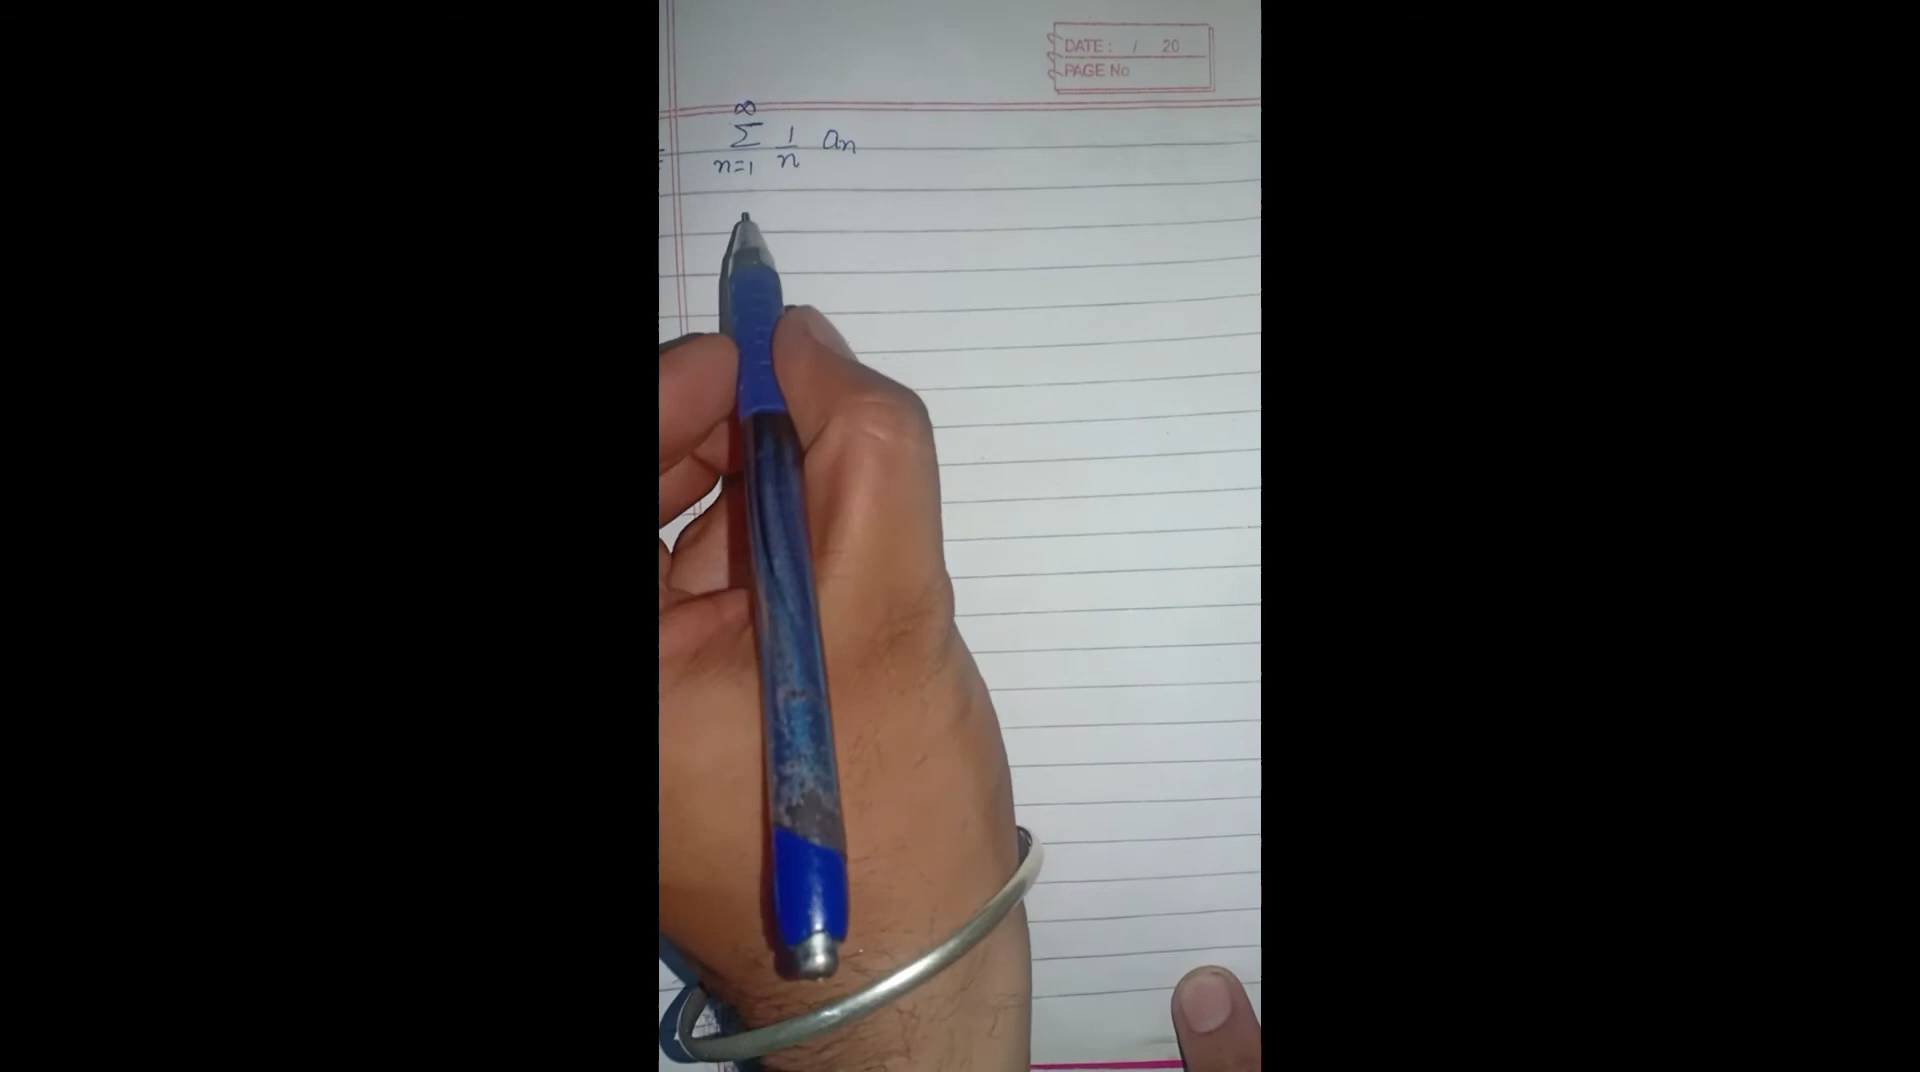 DATE: / 20
PAGE No
= ∞
∑ 1/n an
n=1